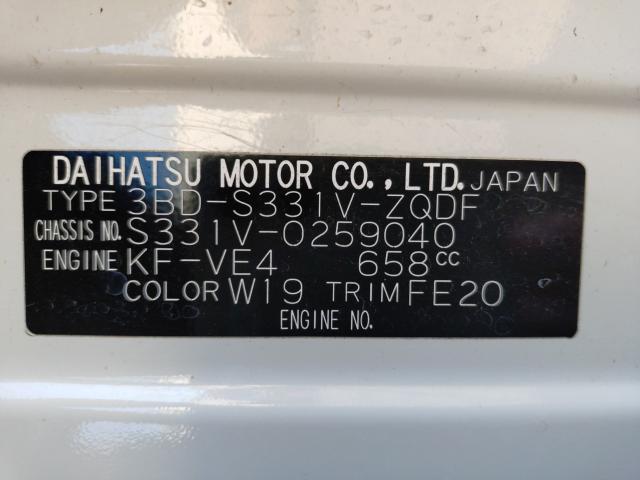 DAIHATSU MOTOR CO., LTD. JAPAN
TYPE 3BD-S331V-ZQDF
CHASSIS NO. S331V-0259040
ENGINE KF-VE4 658CC
COLOR W19 TRIM FE20
ENGINE NO.